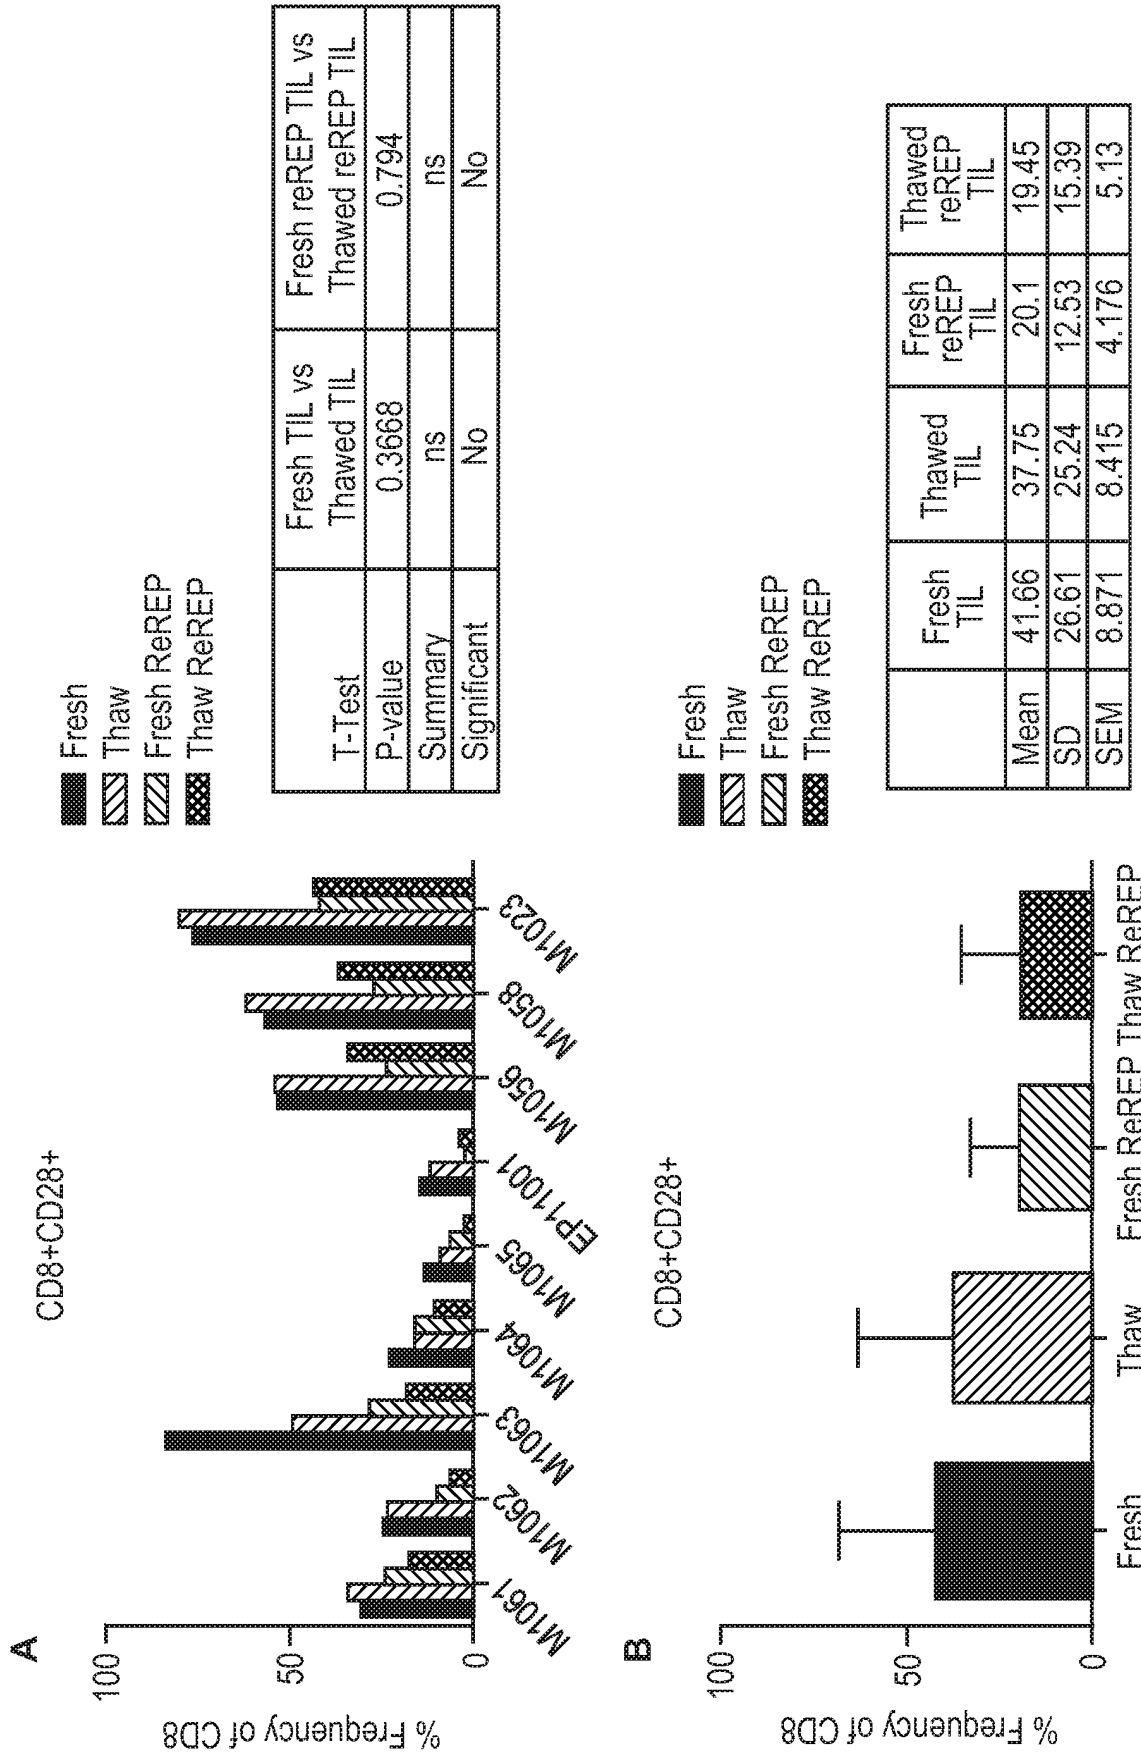 A
CD8+CD28+
% Frequency of CD8
100
50
0
M1061
M1062
M1063
M1064
M1065
EP11001
M1056
M1058
M1023
Fresh
Thaw
Fresh ReREP
Thaw ReREP
T-Test
Fresh TIL vs
Thawed TIL
Fresh reREP TIL vs
Thawed reREP TIL
P-value 0.3668 0.794
Summary ns ns
Significant No No
B
CD8+CD28+
% Frequency of CD8
100
50
0
Fresh Thaw Fresh ReREP Thaw ReREP
Fresh
Thaw
Fresh ReREP
Thaw ReREP
Fresh
TIL
Thawed
TIL
Fresh
reREP
TIL
Thawed
reREP
TIL
Mean 41.66 37.75 20.1 19.45
SD 26.61 25.24 12.53 15.39
SEM 8.871 8.415 4.176 5.13